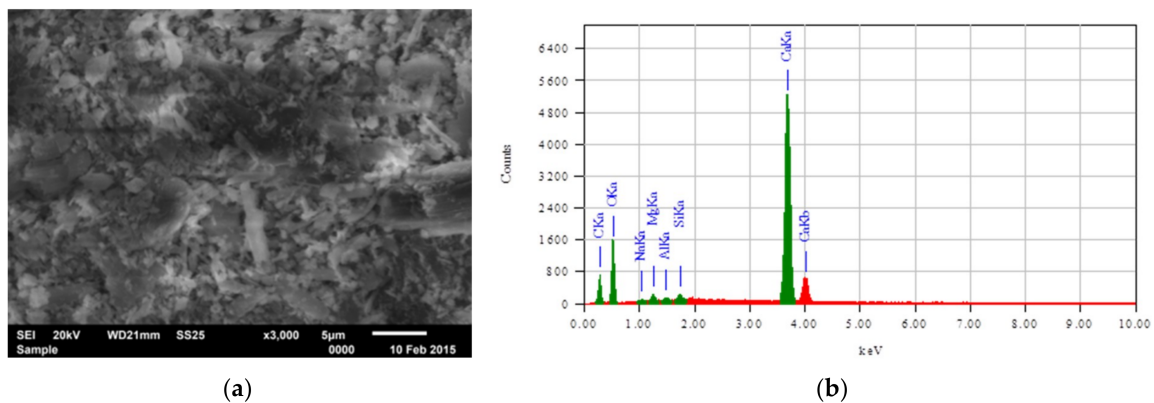 SEI 20kV WD21mm SS25 x3,000 5µm
Sample 0000 10 Feb 2015
(a)
Counts
6400
5600
4800
4000
3200
2400
1600
800
0
CKa
OKa
NaKa
MgKa
AlKa
SiKa
CaKa
CaKb
0.00 1.00 2.00 3.00 4.00 5.00 6.00 7.00 8.00 9.00 10.00
keV
(b)